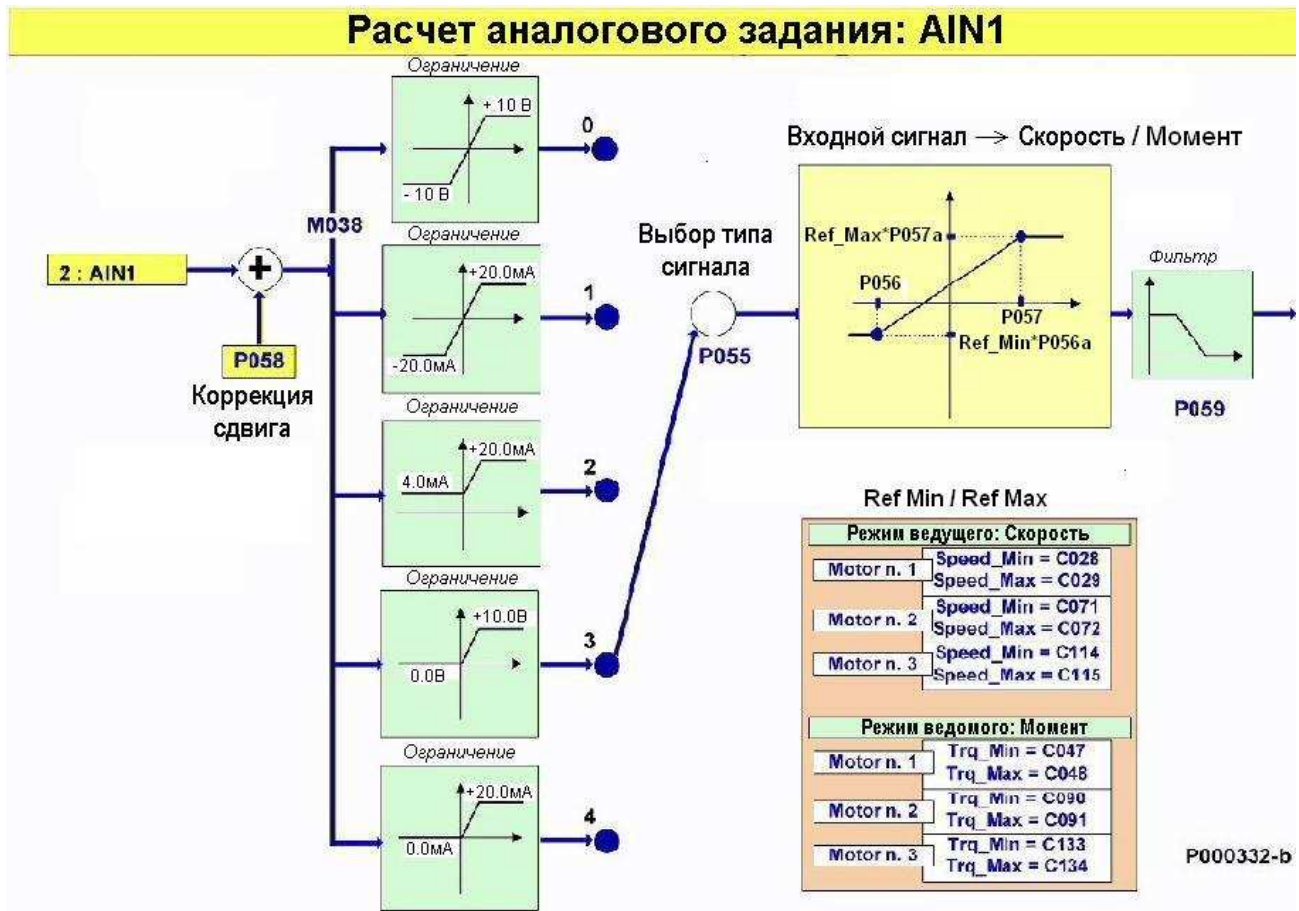 Расчет аналогового задания: AIN1
Ограничение
+ 10 В
- 10 В
0
M038
2 : AIN1
+
P058
Коррекция
сдвига
Ограничение
+20.0мА
-20.0мА
1
Ограничение
+20.0мА
4.0мА
2
Ограничение
+10.0В
0.0В
3
Ограничение
+20.0мА
0.0мА
4
Выбор типа
сигнала
P055
Входной сигнал → Скорость / Момент
Ref_Max*P057a
P056
P057
Ref_Min*P056a
Фильтр
P059
Ref Min / Ref Max
Режим ведущего: Скорость
Motor n. 1
Speed_Min = C028
Speed_Max = C029
Motor n. 2
Speed_Min = C071
Speed_Max = C072
Motor n. 3
Speed_Min = C114
Speed_Max = C115
Режим ведомого: Момент
Motor n. 1
Trq_Min = C047
Trq_Max = C048
Motor n. 2
Trq_Min = C090
Trq_Max = C091
Motor n. 3
Trq_Min = C133
Trq_Max = C134
P000332-b